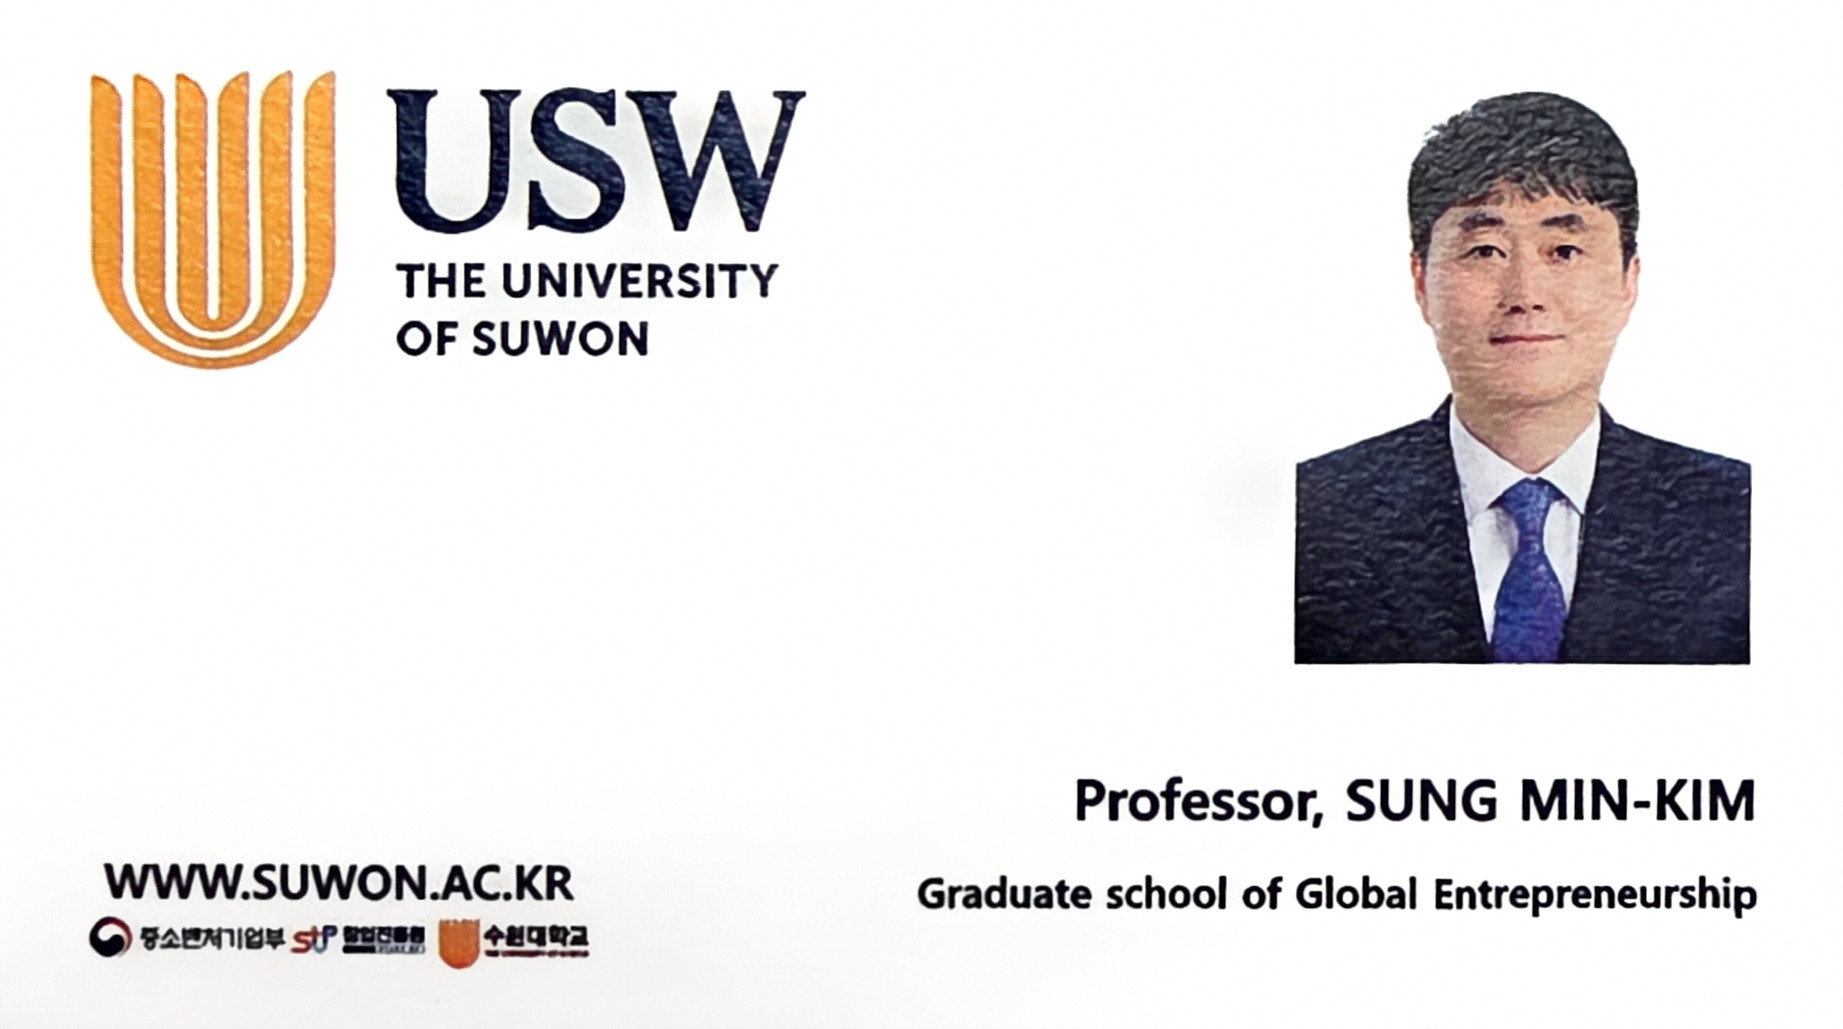 USW
THE UNIVERSITY
OF SUWON
Professor, SUNG MIN-KIM
Graduate school of Global Entrepreneurship
WWW.SUWON.AC.KR
중소벤처기업부 창업진흥원 수원대학교